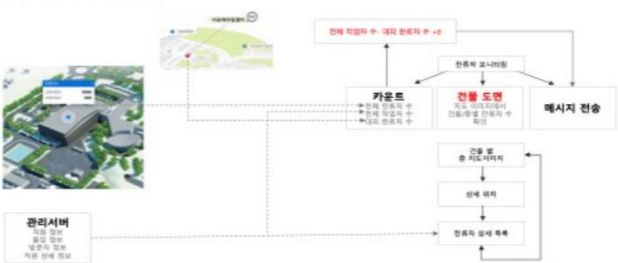 전체 작업자 수 - 대피 완료자 수 =0
잔류자 모니터링
카운트
전체 잔류자 수
전체 작업자 수
대피 완료자 수
건물 도면
지도 이미지에서
건물/층별 잔류자 수
확인
메시지 전송
건물 별
층 지도이미지
상세 위치
잔류자 상세 목록
관리서버
직원 정보
출입 정보
방문자 정보
직원 상세 정보